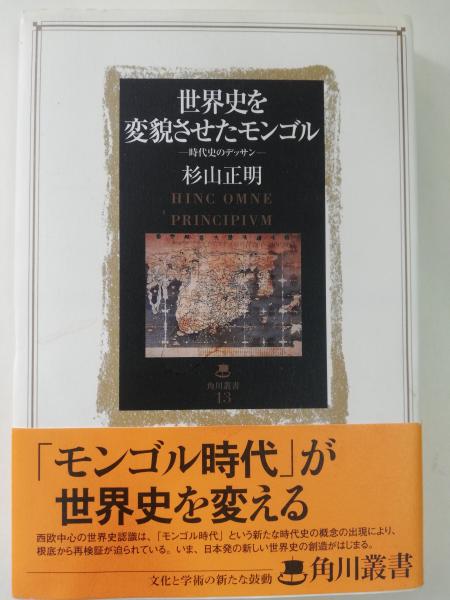 世界史を
変貌させたモンゴル
―時代史のデッサン―
杉山正明
HINC OMNE
PRINCIPIVM
角川叢書
13
「モンゴル時代」が
世界史を変える
西欧中心の世界史認識は、「モンゴル時代」という新たな時代史の概念の出現により、
根底から再検証が迫られている。いま、日本発の新しい世界史の創造がはじまる。
文化と学術の新たな鼓動
角川叢書